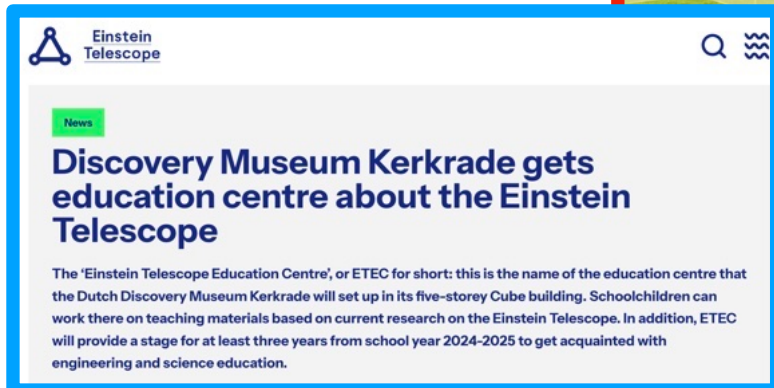 Einstein
Telescope
News
Discovery Museum Kerkrade gets
education centre about the Einstein
Telescope
The ‘Einstein Telescope Education Centre’, or ETEC for short: this is the name of the education centre that
the Dutch Discovery Museum Kerkrade will set up in its five-storey Cube building. Schoolchildren can
work there on teaching materials based on current research on the Einstein Telescope. In addition, ETEC
will provide a stage for at least three years from school year 2024-2025 to get acquainted with
engineering and science education.